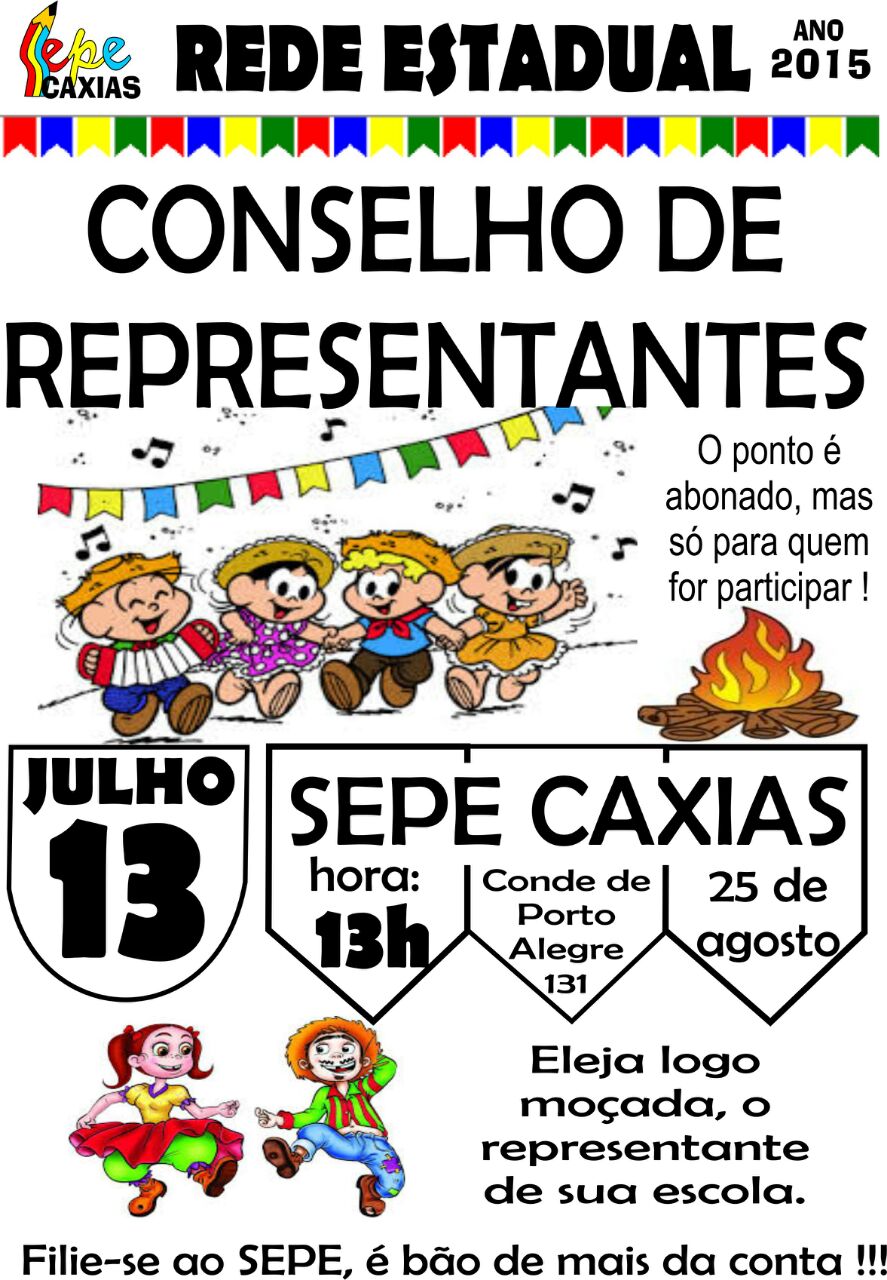 Sepe
CAXIAS
REDE ESTADUAL
ANO
2015
CONSELHO DE
REPRESENTANTES
O ponto é
abonado, mas
só para quem
for participar !
JULHO
13
SEPE CAXIAS
hora:
13h
Conde de
Porto
Alegre
131
25 de
agosto
Eleja logo
moçada, o
representante
de sua escola.
Filie-se ao SEPE, é bão de mais da conta !!!